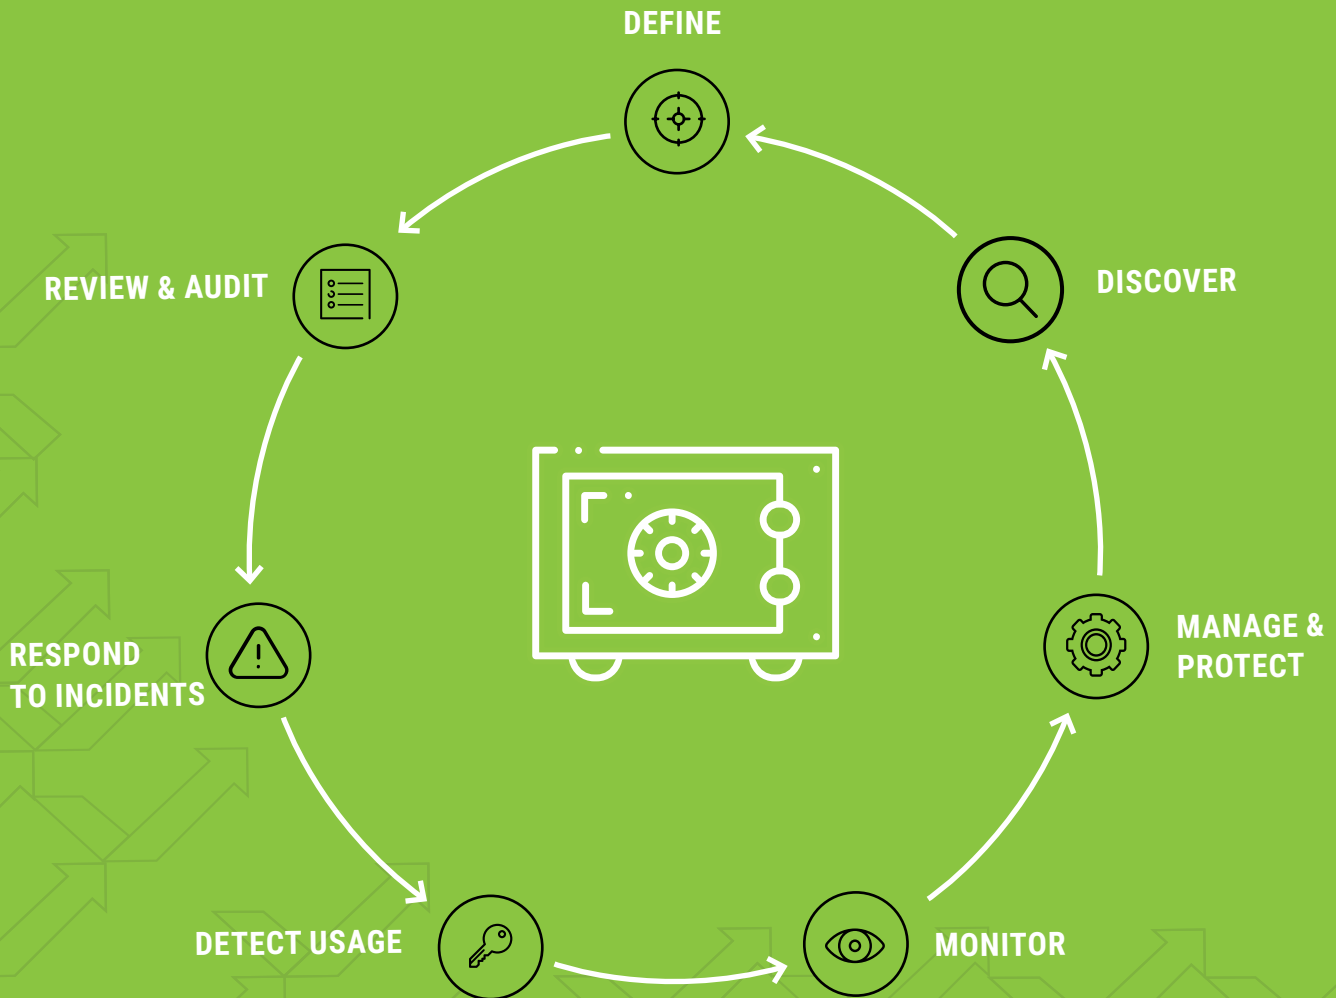 DEFINE
REVIEW & AUDIT
DISCOVER
RESPOND
TO INCIDENTS
MANAGE &
PROTECT
DETECT USAGE
MONITOR